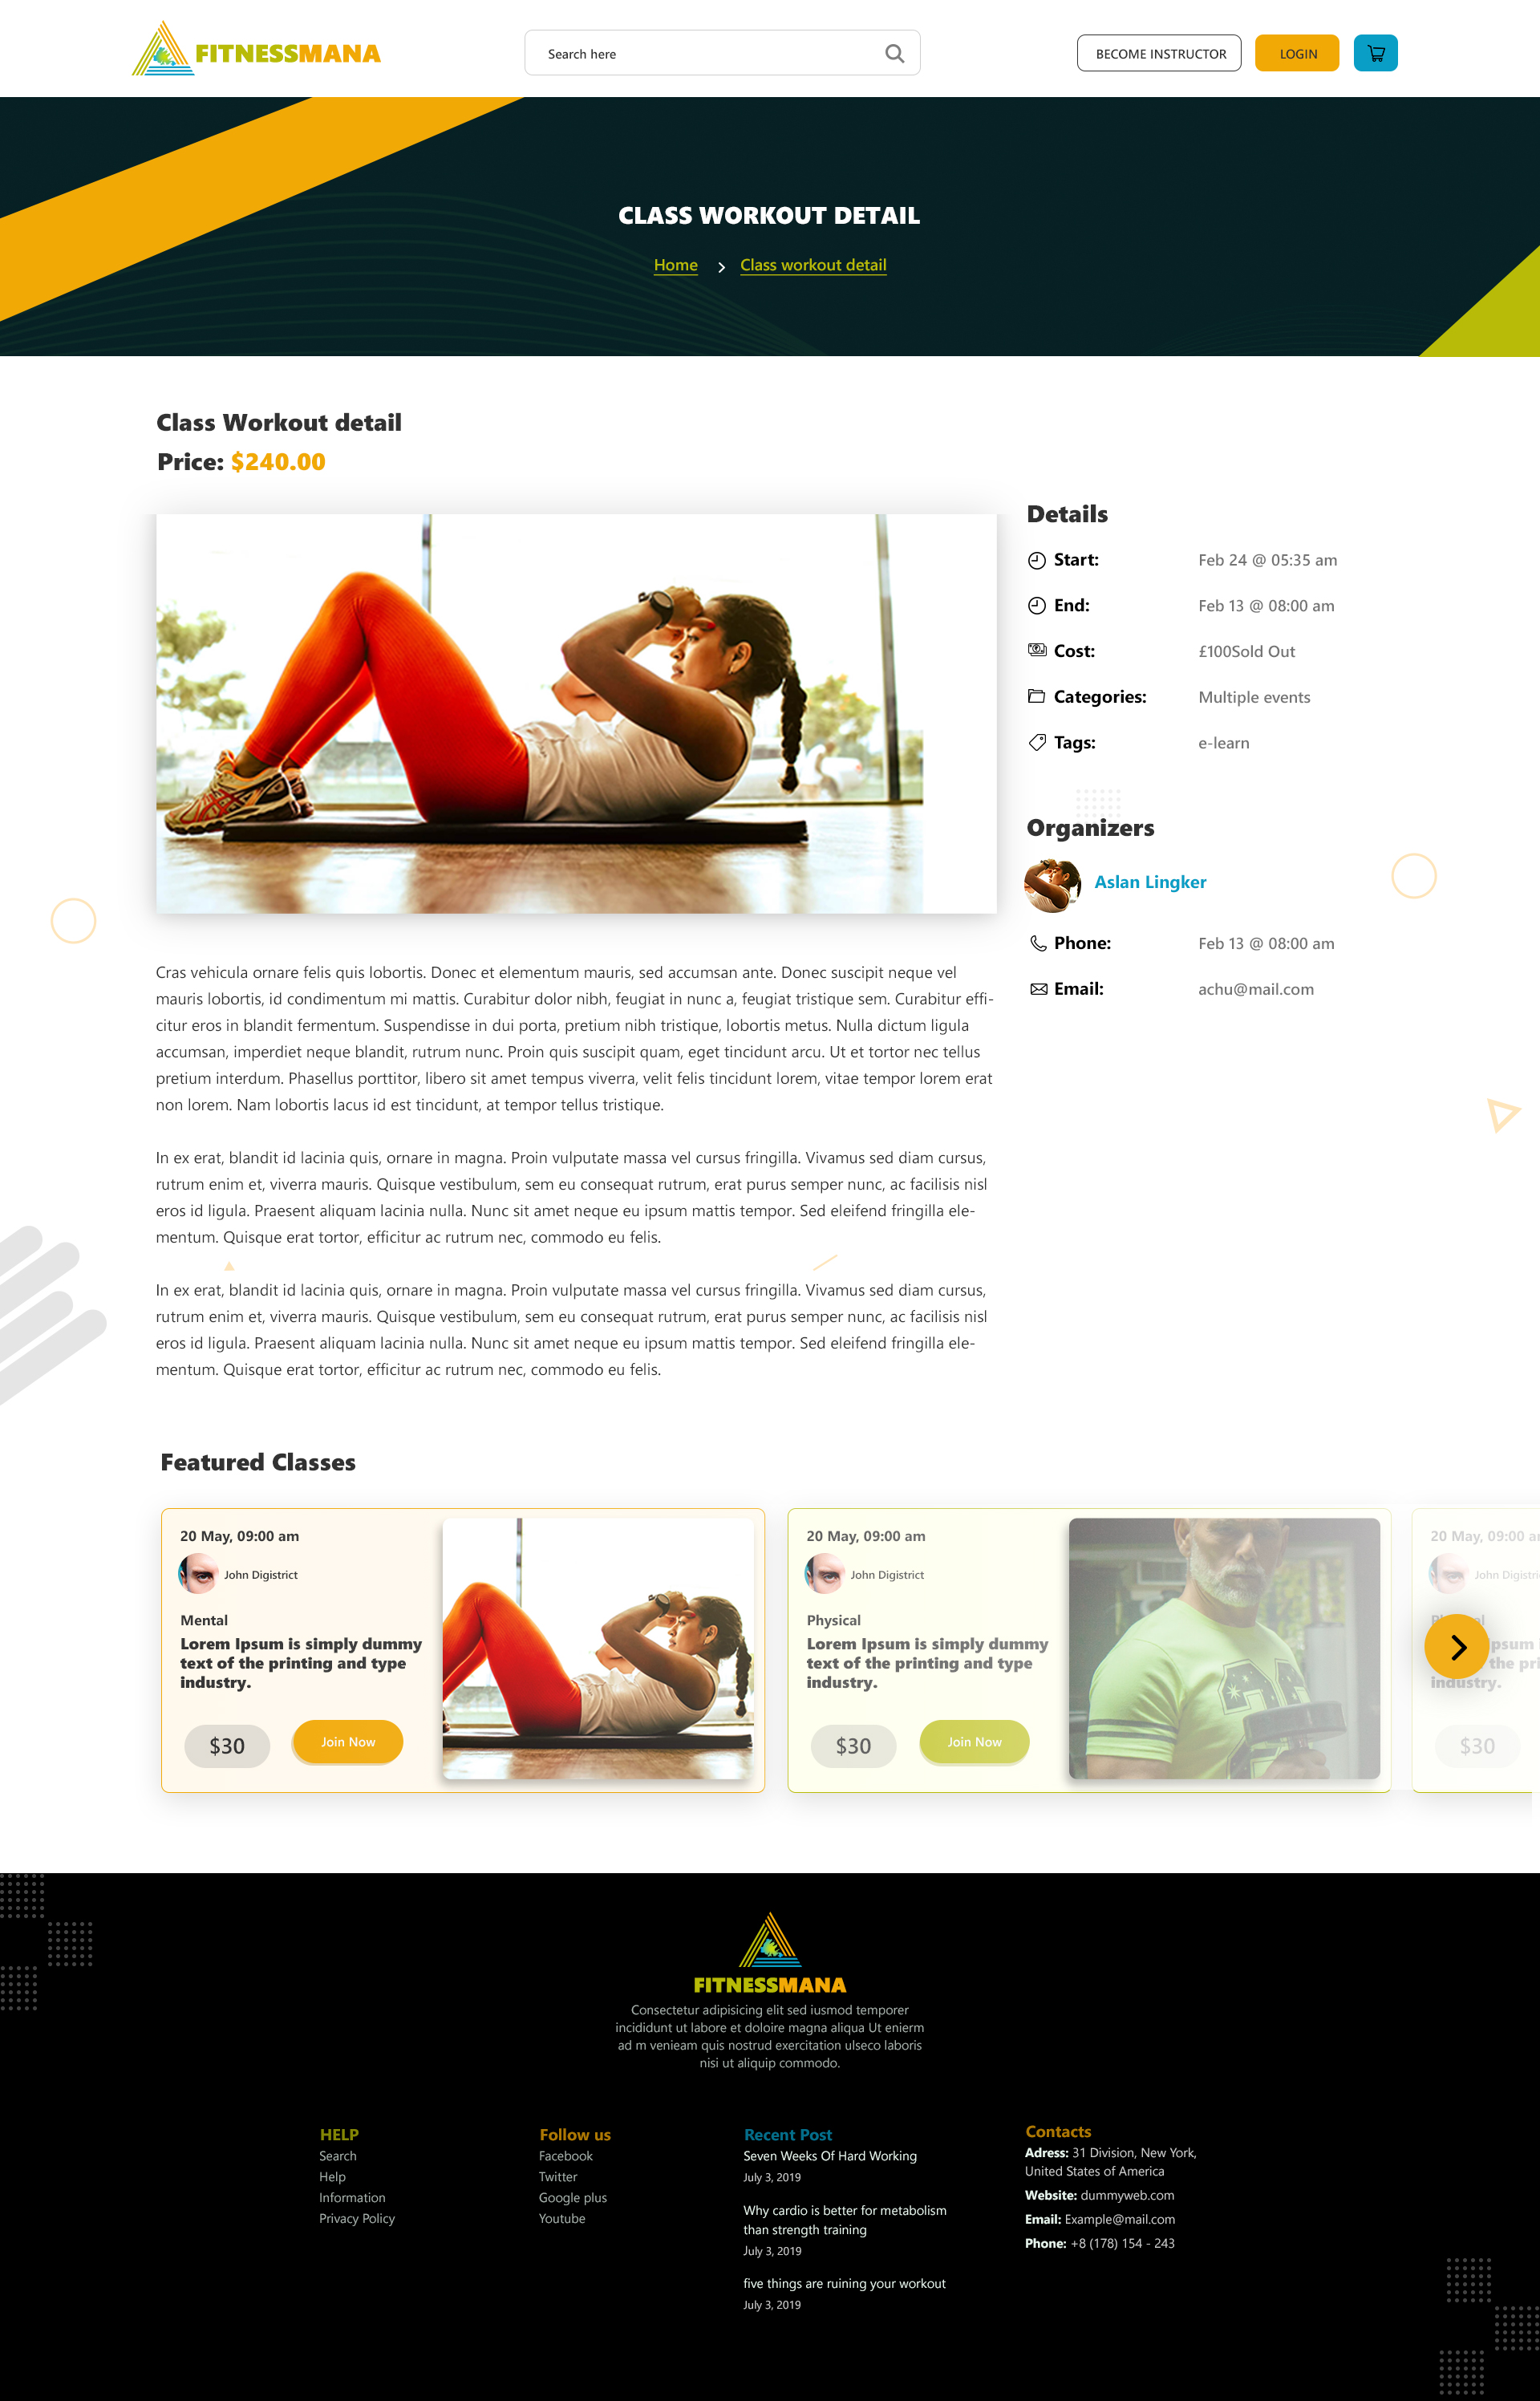 FITNESSMANA
Search here
BECOME INSTRUCTOR
LOGIN
CLASS WORKOUT DETAIL
Home > Class workout detail
Class Workout detail
Price: $240.00
Details
Start: Feb 24 @ 05:35 am
End: Feb 13 @ 08:00 am
Cost: £100Sold Out
Categories: Multiple events
Tags: e-learn
Organizers
Aslan Lingker
Phone: Feb 13 @ 08:00 am
Email: achu@mail.com
Cras vehicula ornare felis quis lobortis. Donec et elementum mauris, sed accumsan ante. Donec suscipit neque vel
mauris lobortis, id condimentum mi mattis. Curabitur dolor nibh, feugiat in nunc a, feugiat tristique sem. Curabitur effi-
citur eros in blandit fermentum. Suspendisse in dui porta, pretium nibh tristique, lobortis metus. Nulla dictum ligula
accumsan, imperdiet neque blandit, rutrum nunc. Proin quis suscipit quam, eget tincidunt arcu. Ut et tortor nec tellus
pretium interdum. Phasellus porttitor, libero sit amet tempus viverra, velit felis tincidunt lorem, vitae tempor lorem erat
non lorem. Nam lobortis lacus id est tincidunt, at tempor tellus tristique.
In ex erat, blandit id lacinia quis, ornare in magna. Proin vulputate massa vel cursus fringilla. Vivamus sed diam cursus,
rutrum enim et, viverra mauris. Quisque vestibulum, sem eu consequat rutrum, erat purus semper nunc, ac facilisis nisl
eros id ligula. Praesent aliquam lacinia nulla. Nunc sit amet neque eu ipsum mattis tempor. Sed eleifend fringilla ele-
mentum. Quisque erat tortor, efficitur ac rutrum nec, commodo eu felis.
In ex erat, blandit id lacinia quis, ornare in magna. Proin vulputate massa vel cursus fringilla. Vivamus sed diam cursus,
rutrum enim et, viverra mauris. Quisque vestibulum, sem eu consequat rutrum, erat purus semper nunc, ac facilisis nisl
eros id ligula. Praesent aliquam lacinia nulla. Nunc sit amet neque eu ipsum mattis tempor. Sed eleifend fringilla ele-
mentum. Quisque erat tortor, efficitur ac rutrum nec, commodo eu felis.
Featured Classes
20 May, 09:00 am
John Digistrict
Mental
Lorem Ipsum is simply dummy
text of the printing and type
industry.
$30
Join Now
20 May, 09:00 am
John Digistrict
Physical
Lorem Ipsum is simply dummy
text of the printing and type
industry.
$30
Join Now
20 May, 09:00
John
the
industry.
$30
FITNESSMANA
Consectetur adipisicing elit sed iusmod temporer
incididunt ut labore et doloire magna aliqua Ut enierm
ad m venieam quis nostrud exercitation ulseco laboris
nisi ut aliquip commodo.
HELP
Search
Help
Information
Privacy Policy
Follow us
Facebook
Twitter
Google plus
Youtube
Recent Post
Seven Weeks Of Hard Working
July 3, 2019
Why cardio is better for metabolism
than strength training
July 3, 2019
five things are ruining your workout
July 3, 2019
Contacts
Adress: 31 Division, New York,
United States of America
Website: dummyweb.com
Email: Example@mail.com
Phone: +8 (178) 154 - 243